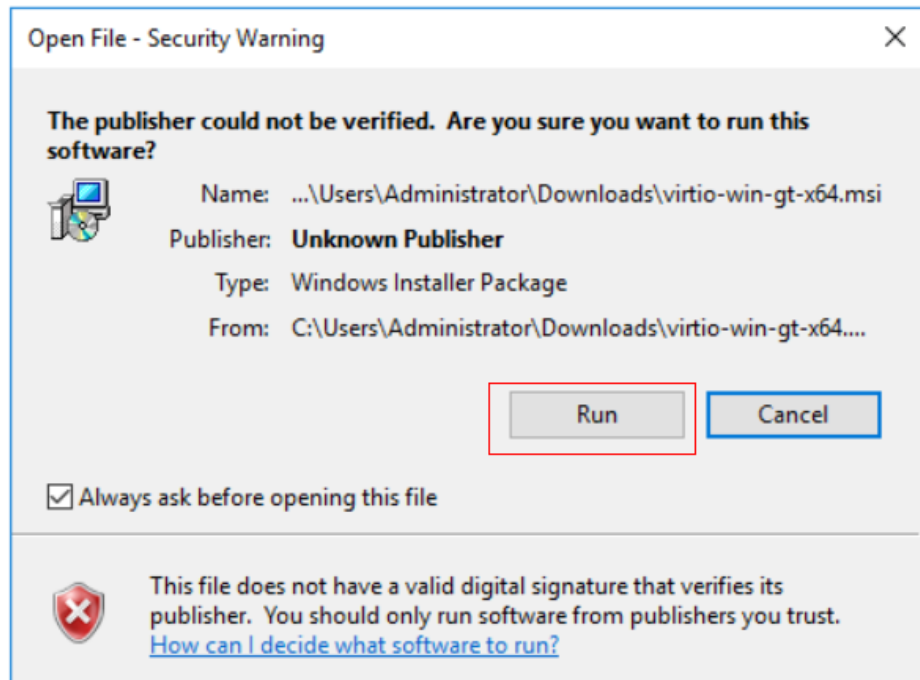 Open File - Security Warning
The publisher could not be verified.  Are you sure you want to run this
software?
Name: ...\Users\Administrator\Downloads\virtio-win-gt-x64.msi
Publisher: Unknown Publisher
Type: Windows Installer Package
From: C:\Users\Administrator\Downloads\virtio-win-gt-x64....
Run Cancel
Always ask before opening this file
This file does not have a valid digital signature that verifies its
publisher.  You should only run software from publishers you trust.
How can I decide what software to run?